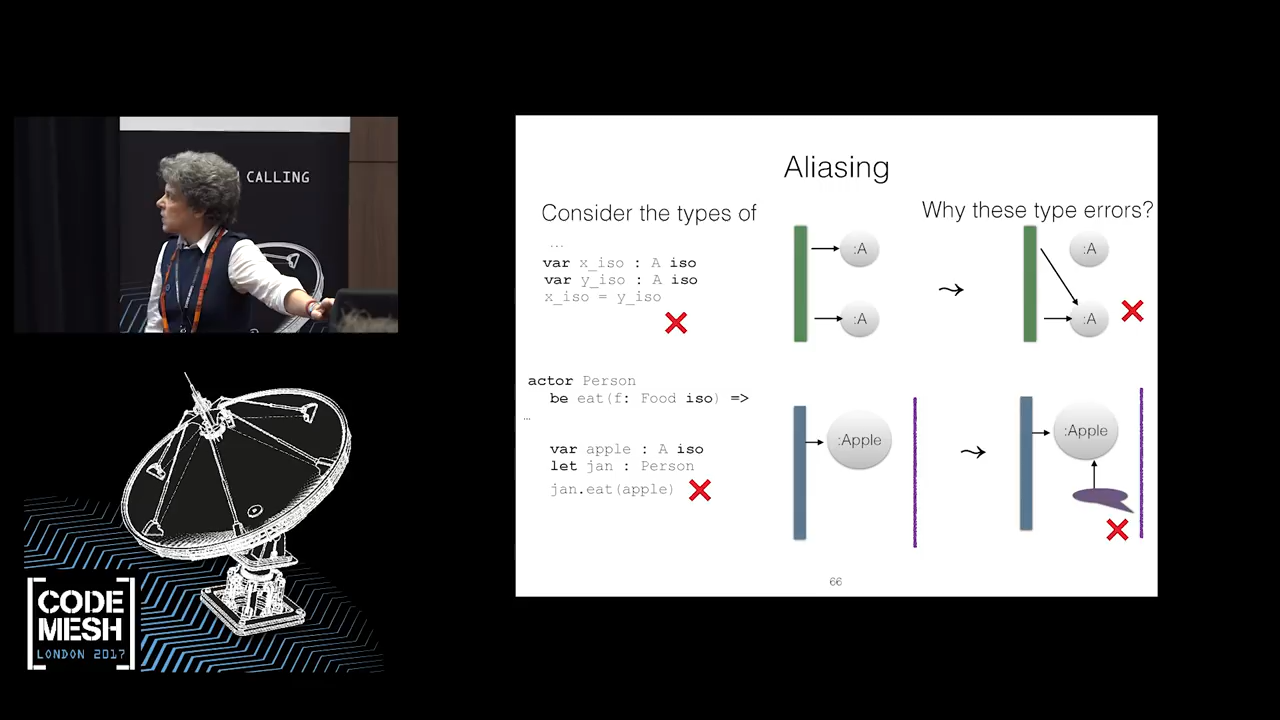 CALLING
CODE
MESH
LONDON 2017
Aliasing
Consider the types of
...
var x_iso : A iso
var y_iso : A iso
x_iso = y_iso
Why these type errors?
:A
:A
:A
:A
actor Person
be eat(f: Food iso) =>
...
var apple : A iso
let jan : Person
jan.eat(apple)
:Apple
:Apple
66